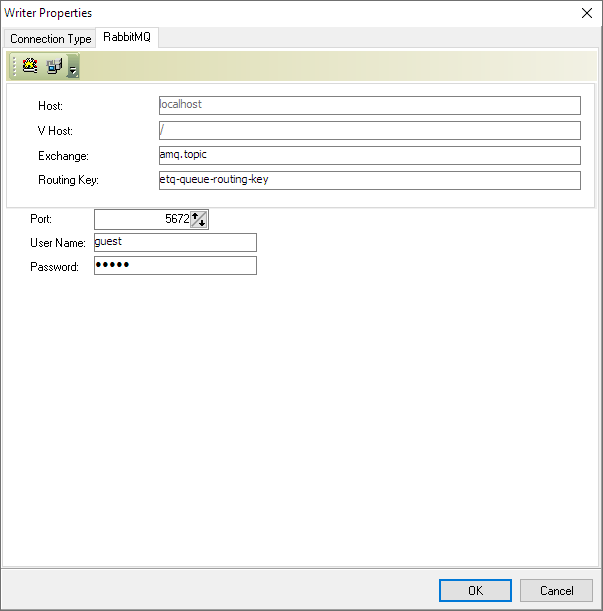 Writer Properties
Connection Type RabbitMQ
Host: localhost
V Host: /
Exchange: amq.topic
Routing Key: etq-queue-routing-key
Port: 5672
User Name: guest
Password: •••••
OK Cancel